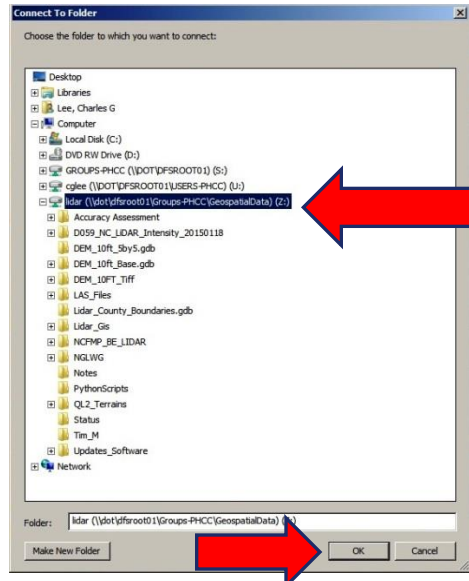 Connect To Folder
Choose the folder to which you want to connect:
Desktop
Libraries
Lee, Charles G
Computer
Local Disk (C:)
DVD RW Drive (D:)
GROUPS-PHCC (\\DOT\DFSROOT01) (S:)
cglee (\\DOT\DFSROOT01\USERS-PHCC) (U:)
lidar (\\dot\dfsroot01\Groups-PHCC\GeospatialData) (Z:)
Accuracy Assessment
D059_NC_LiDAR_Intensity_20150118
DEM_10ft_5by5.gdb
DEM_10ft_Base.gdb
DEM_10FT_Tiff
LAS_Files
Lidar_County_Boundaries.gdb
Lidar_Gis
NCFMP_BE_LIDAR
NGLWG
Notes
PythonScripts
QL2_Terrains
Status
Tim_M
Updates_Software
Network
Folder: lidar (\\dot\dfsroot01\Groups-PHCC\GeospatialData)
Make New Folder OK Cancel